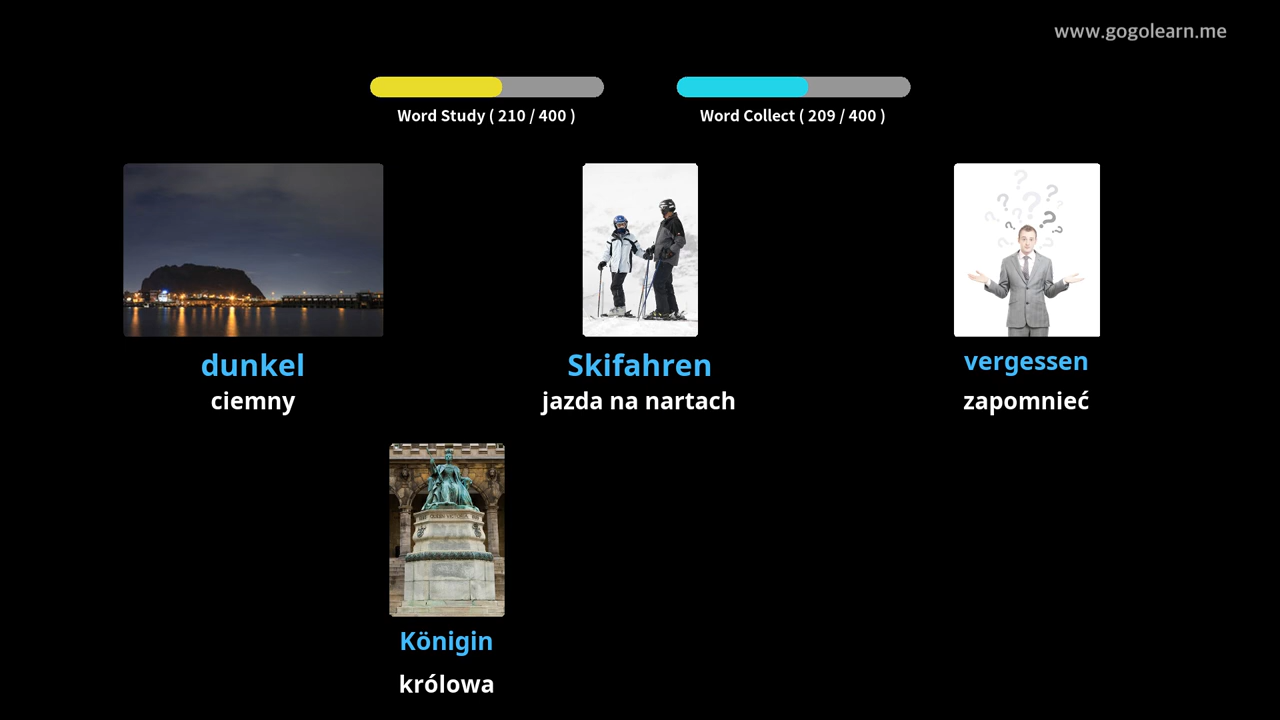 www.gogolearn.me
Word Study ( 210 / 400 )
Word Collect ( 209 / 400 )
dunkel
ciemny
Skifahren
jazda na nartach
vergessen
zapomnieć
Königin
królowa